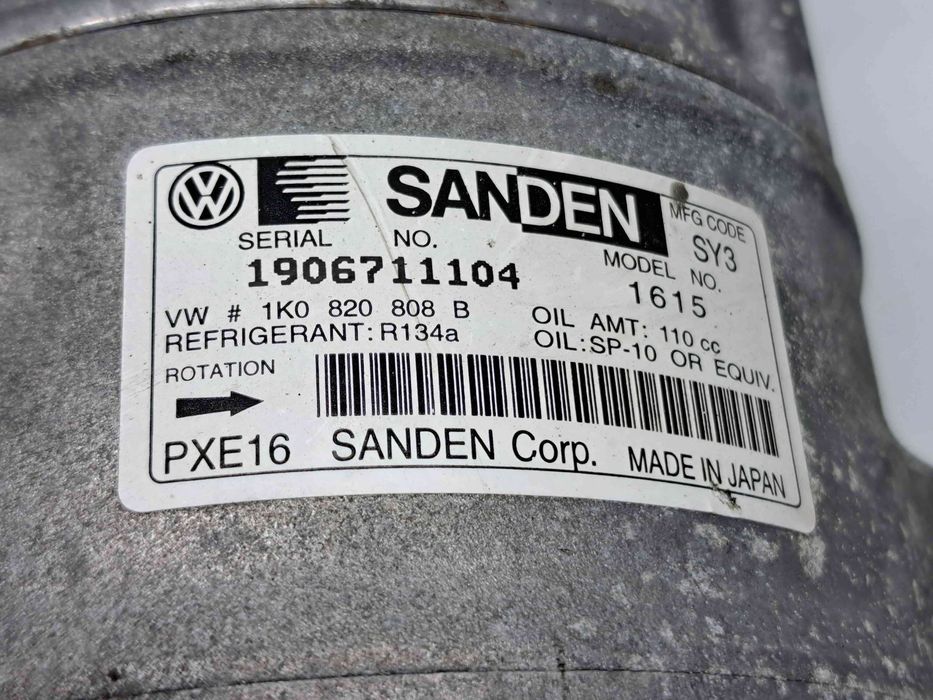 SANDEN
MFG CODE
SY3
SERIAL NO.
1906711104
MODEL NO.
1615
VW # 1K0 820 808 B
OIL AMT: 110 cc
REFRIGERANT: R134a
OIL: SP-10 OR EQUIV.
ROTATION
PXE16 SANDEN Corp. MADE IN JAPAN